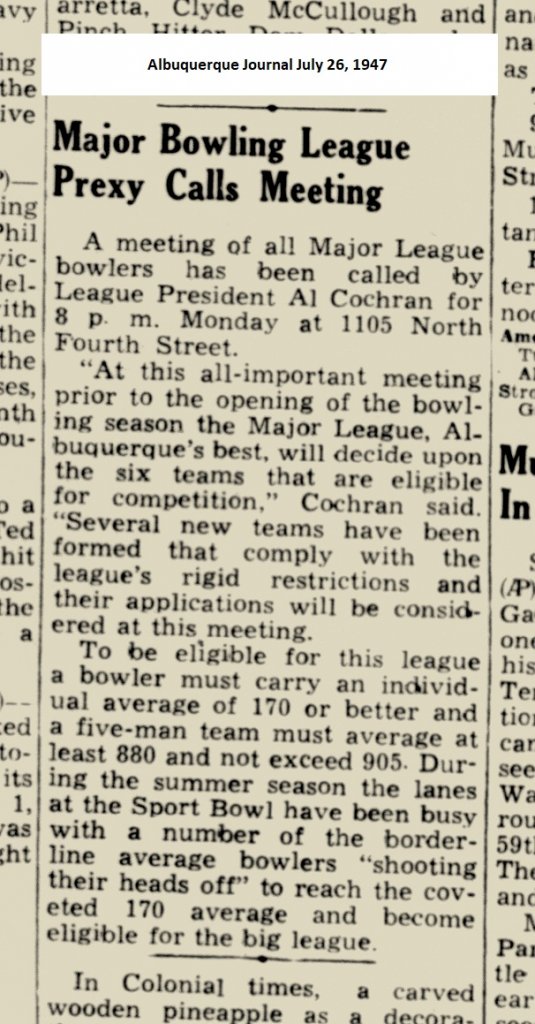 arretta, Clyde McCullough and
Albuquerque Journal July 26, 1947
Major Bowling League
Prexy Calls Meeting
A meeting of all Major League
bowlers has been called by
League President Al Cochran for
8 p. m. Monday at 1105 North
Fourth Street.
"At this all-important meeting
prior to the opening of the bowl-
ing season the Major League, Al-
buquerque's best, will decide upon
the six teams that are eligible
for competition," Cochran said.
"Several new teams have been
formed that comply with the
league's rigid restrictions and
their applications will be consid-
ered at this meeting.
To be eligible for this league
a bowler must carry an individ-
ual average of 170 or better and
a five-man team must average at
least 880 and not exceed 905. Dur-
ing the summer season the lanes
at the Sport Bowl have been busy
with a number of the border-
line average bowlers "shooting
their heads off" to reach the cov-
eted 170 average and become
eligible for the big league.
In Colonial times, a carved
wooden pineapple as a decora-